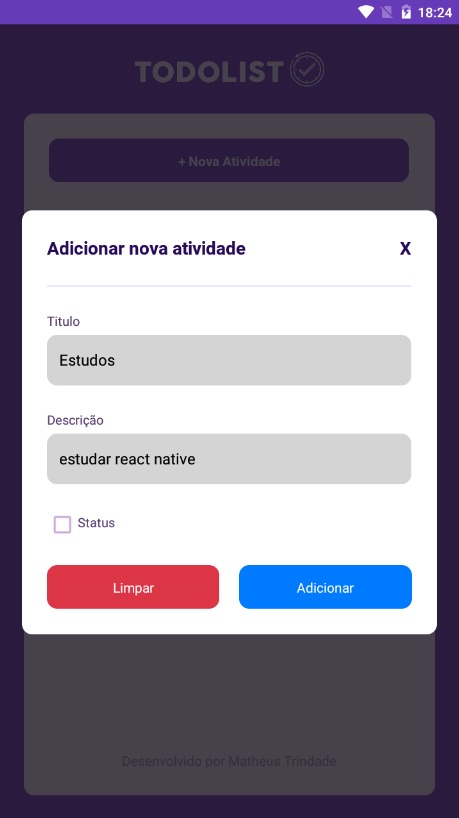 18:24
TODOLIST
+ Nova Atividade
Adicionar nova atividade X
Titulo
Estudos
Descrição
estudar react native
Status
Limpar Adicionar
Desenvolvido por Matheus Trindade